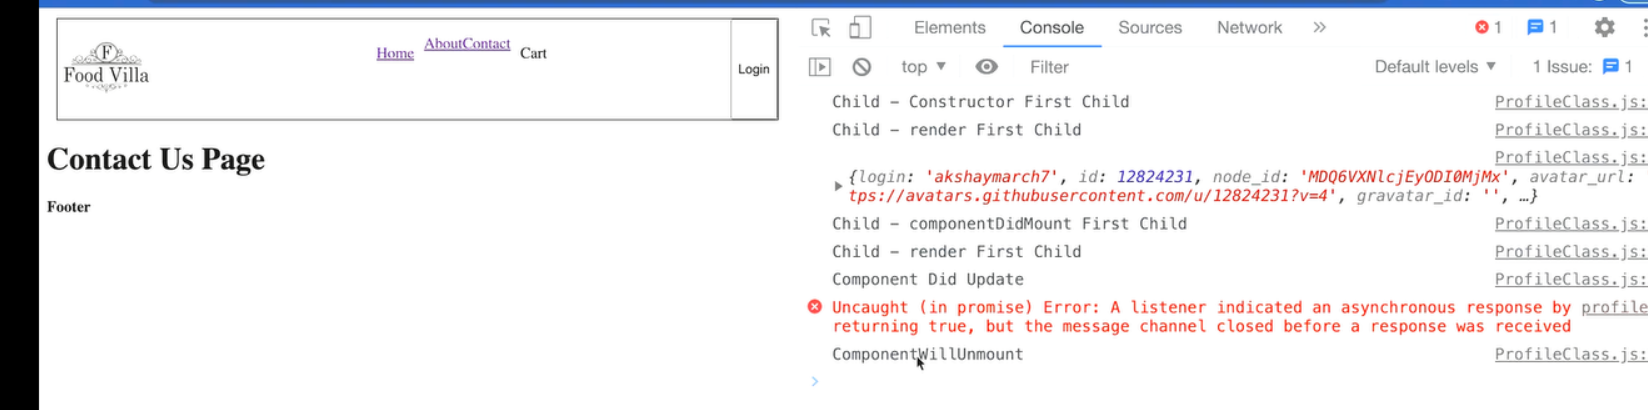 F
Food Villa
Home
AboutContact
Cart
Login
Contact Us Page
Footer
Elements
Console
Sources
Network
»
1
1
top ▼
Filter
Default levels ▼
1 Issue:
1
Child – Constructor First Child
ProfileClass.js:
Child – render First Child
ProfileClass.js:
ProfileClass.js:
{login: 'akshaymarch7', id: 12824231, node_id: 'MDQ6VXNlcjEyODI0MjMx', avatar_url:
tps://avatars.githubusercontent.com/u/12824231?v=4', gravatar_id: '', …}
Child – componentDidMount First Child
ProfileClass.js:
Child – render First Child
ProfileClass.js:
Component Did Update
ProfileClass.js:
Uncaught (in promise) Error: A listener indicated an asynchronous response by
profile
returning true, but the message channel closed before a response was received
ComponentWillUnmount
ProfileClass.js: